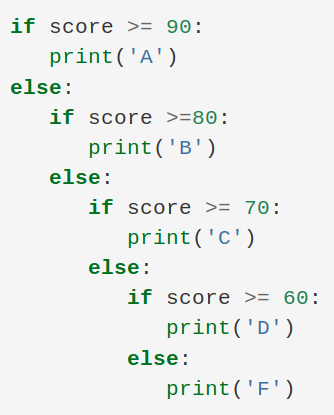 if score >= 90:
    print('A')
else:
    if score >=80:
        print('B')
    else:
        if score >= 70:
            print('C')
        else:
            if score >= 60:
                print('D')
            else:
                print('F')